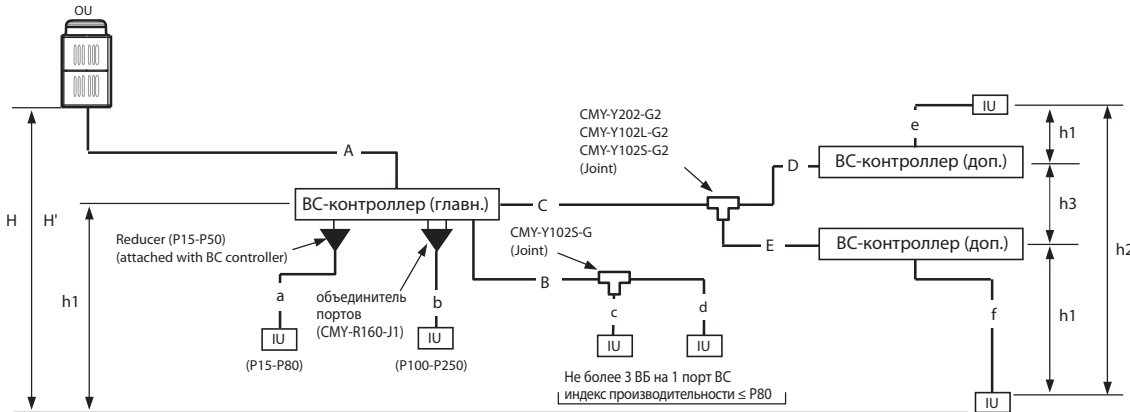 OU
CMY-Y202-G2
CMY-Y102L-G2
CMY-Y102S-G2
(Joint)
IU
e
h1
A
D
BC-контроллер (доп.)
BC-контроллер (главн.)
C
H
H'
h3
h2
Reducer (P15-P50)
(attached with BC controller)
CMY-Y102S-G
(Joint)
E
BC-контроллер (доп.)
h1
B
a
объединитель
портов
(CMY-R160-J1)
b
c
d
f
h1
IU
IU
IU
IU
(P15-P80)
(P100-P250)
Не более 3 ВБ на 1 порт BC
индекс производительности ≤ P80
IU